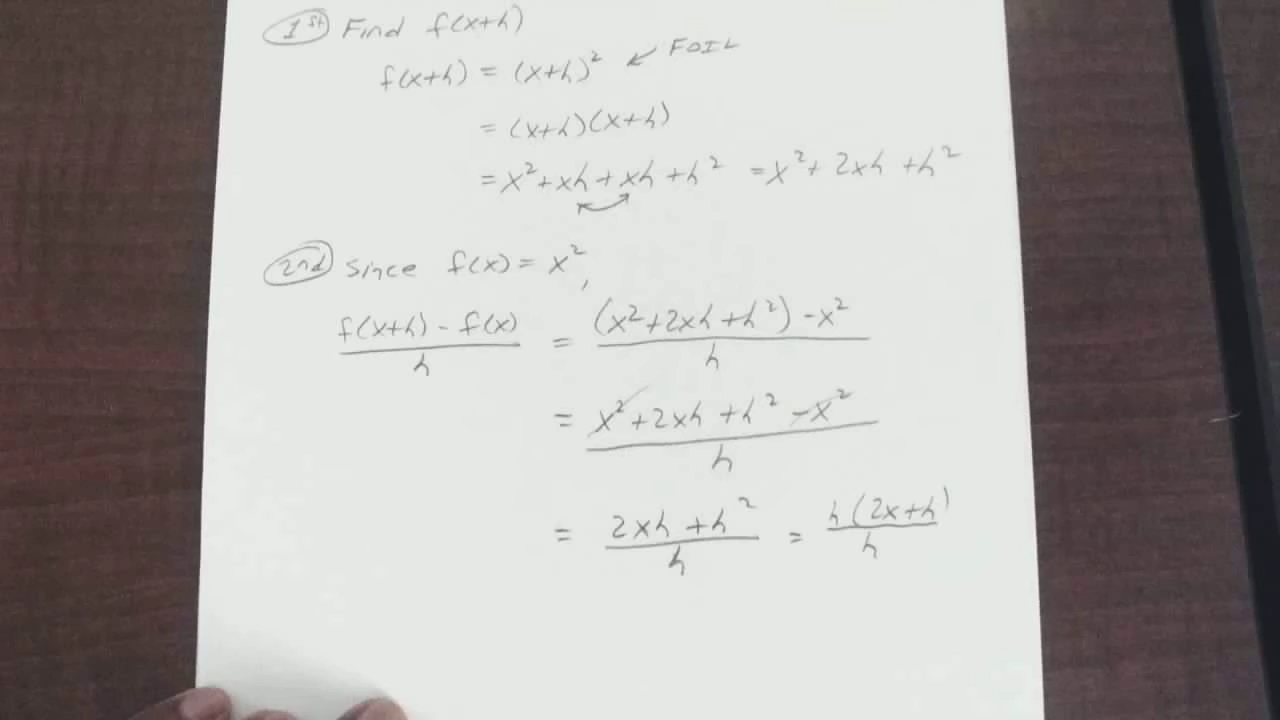 1st Find f(x+h)
f(x+h) = (x+h)² ↙ FOIL
= (x+h)(x+h)
= x² + xh + xh + h² = x² + 2xh + h²
2nd Since f(x) = x²,
(f(x+h) - f(x))/h = ((x²+2xh+h²) - x²)/h
= (x² + 2xh + h² - x²)/h
= (2xh + h²)/h = (h(2x+h))/h